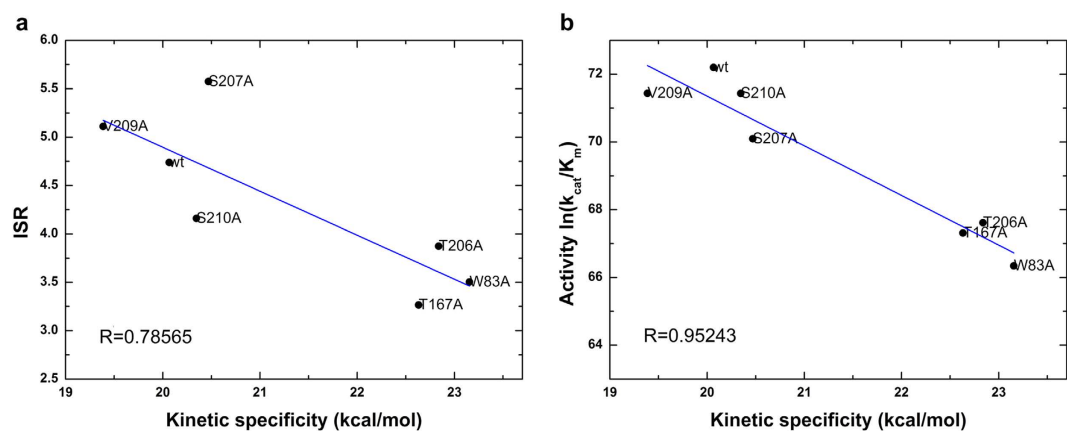 a
6.0
5.5
5.0
4.5
4.0
3.5
3.0
2.5
ISR
S207A
V209A
wt
S210A
T206A
W83A
T167A
R=0.78565
19 20 21 22 23
Kinetic specificity (kcal/mol)
b
72
70
68
66
64
Activity ln(k_cat/K_m)
wt
V209A
S210A
S207A
T206A
T167A
W83A
R=0.95243
19 20 21 22 23
Kinetic specificity (kcal/mol)